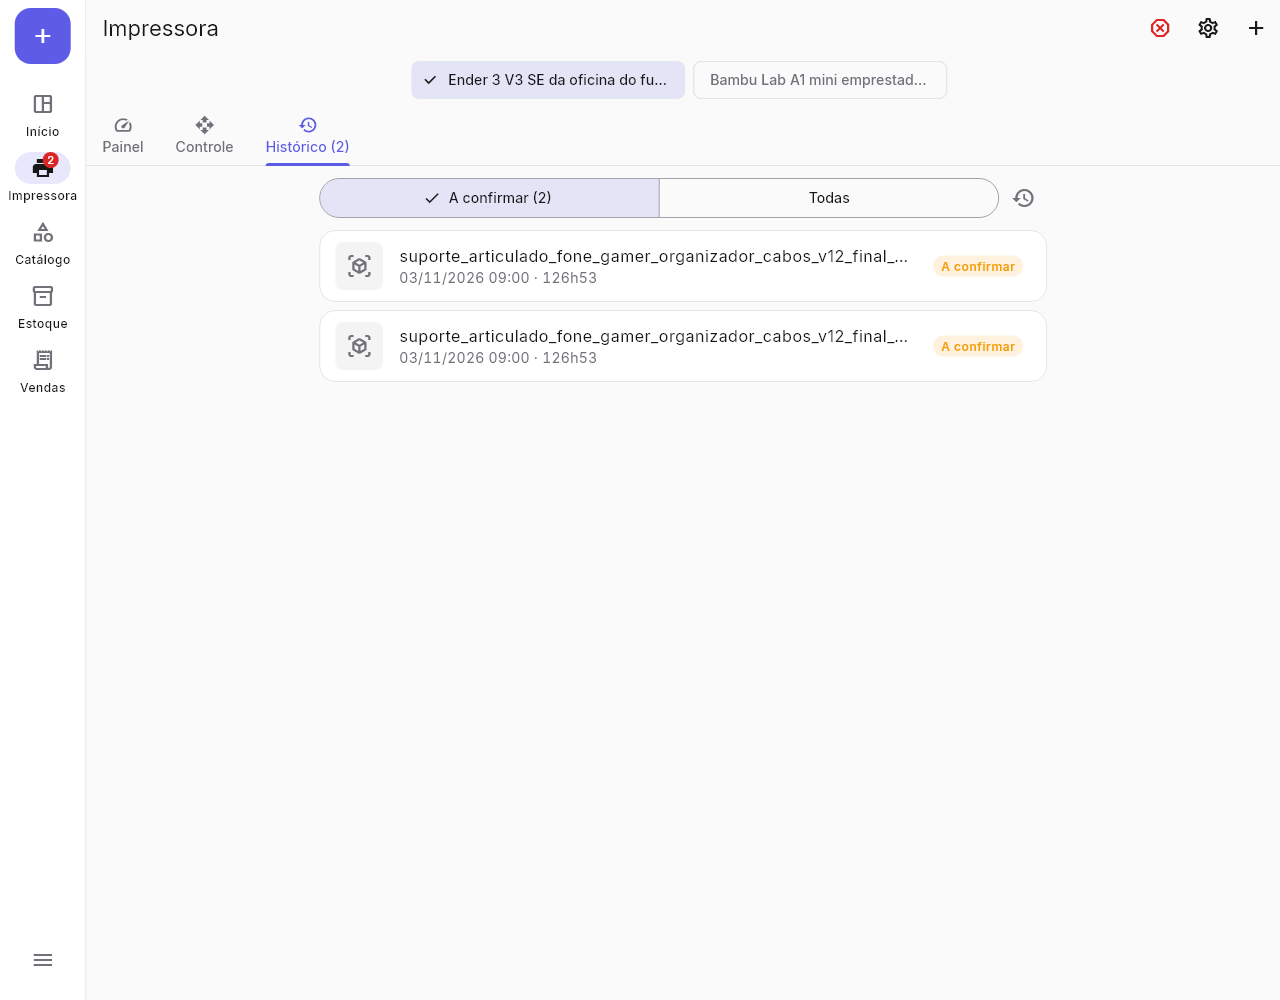 +
Impressora
Ender 3 V3 SE da oficina do fu...
Bambu Lab A1 mini emprestad...
Início
2
Impressora
Catálogo
Estoque
Vendas
Painel
Controle
Histórico (2)
A confirmar (2)
Todas
suporte_articulado_fone_gamer_organizador_cabos_v12_final_...
03/11/2026 09:00 · 126h53
A confirmar
suporte_articulado_fone_gamer_organizador_cabos_v12_final_...
03/11/2026 09:00 · 126h53
A confirmar